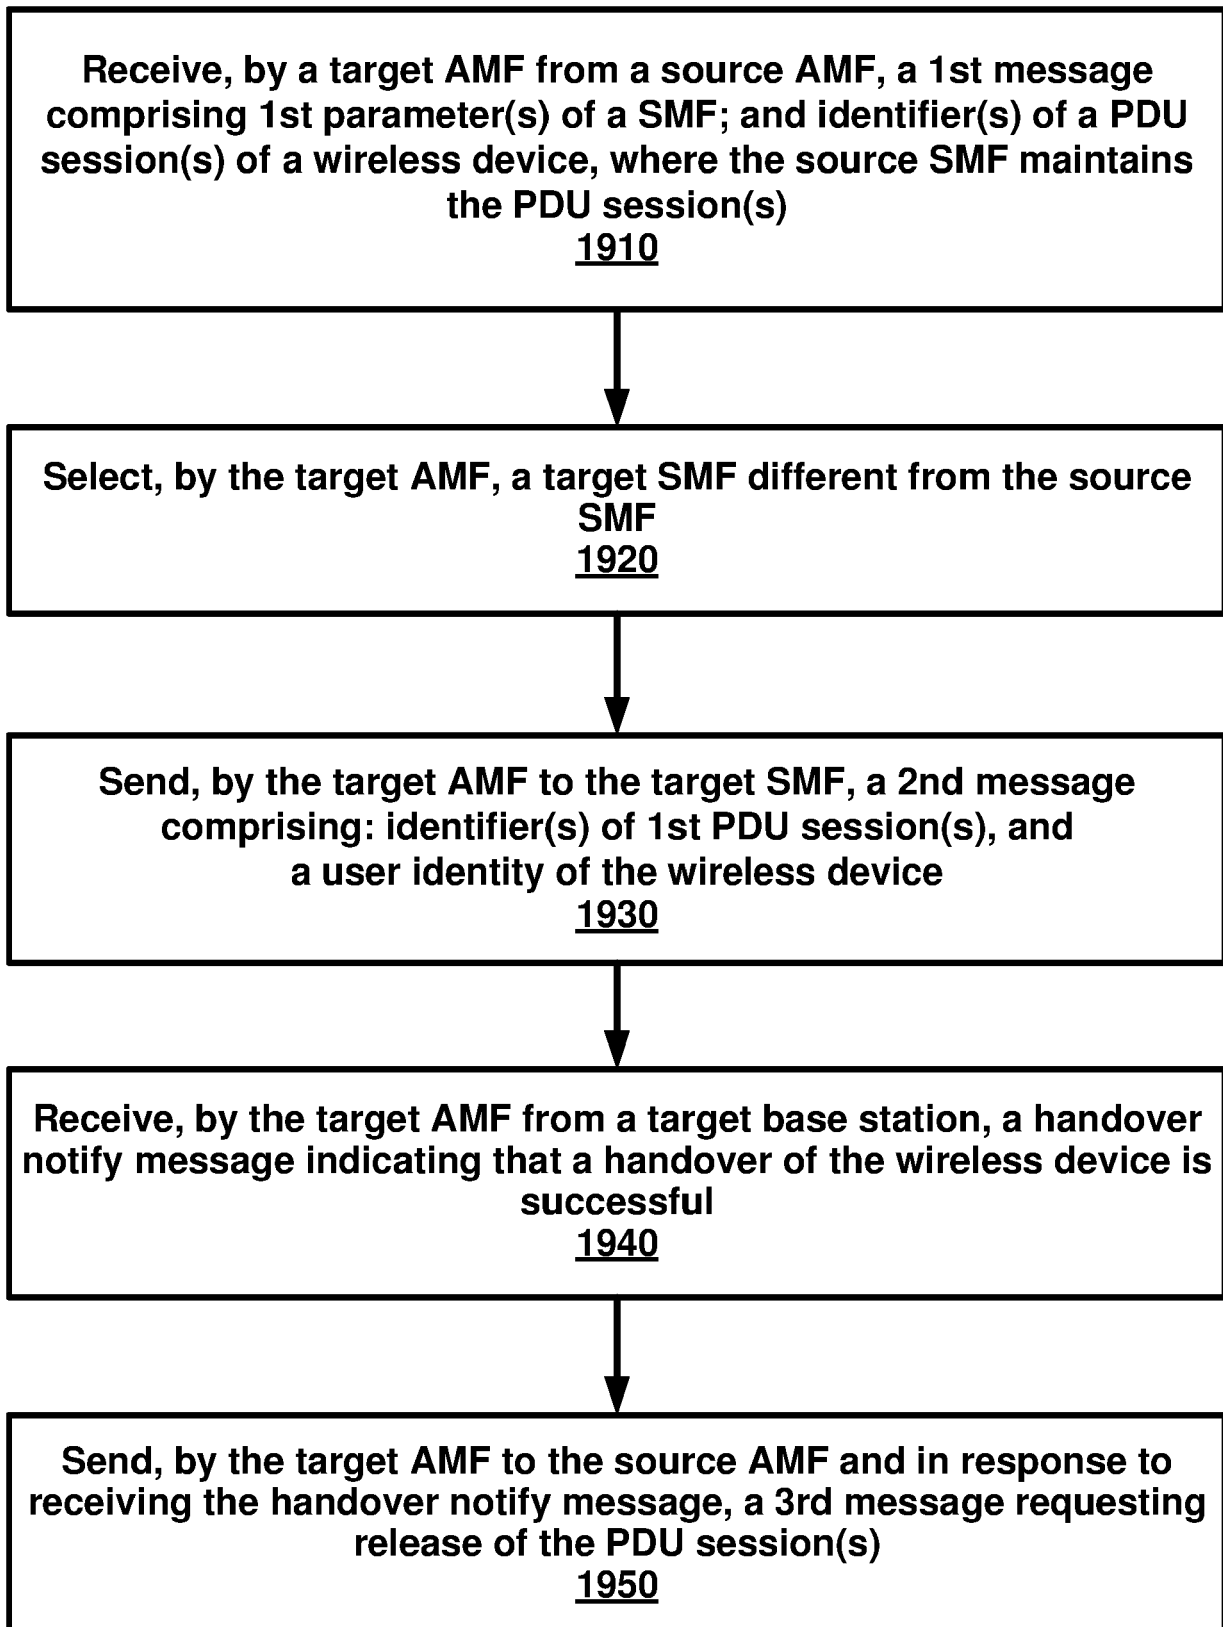 Receive, by a target AMF from a source AMF, a 1st message
comprising 1st parameter(s) of a SMF; and identifier(s) of a PDU
session(s) of a wireless device, where the source SMF maintains
the PDU session(s)
1910
Select, by the target AMF, a target SMF different from the source
SMF
1920
Send, by the target AMF to the target SMF, a 2nd message
comprising: identifier(s) of 1st PDU session(s), and
a user identity of the wireless device
1930
Receive, by the target AMF from a target base station, a handover
notify message indicating that a handover of the wireless device is
successful
1940
Send, by the target AMF to the source AMF and in response to
receiving the handover notify message, a 3rd message requesting
release of the PDU session(s)
1950